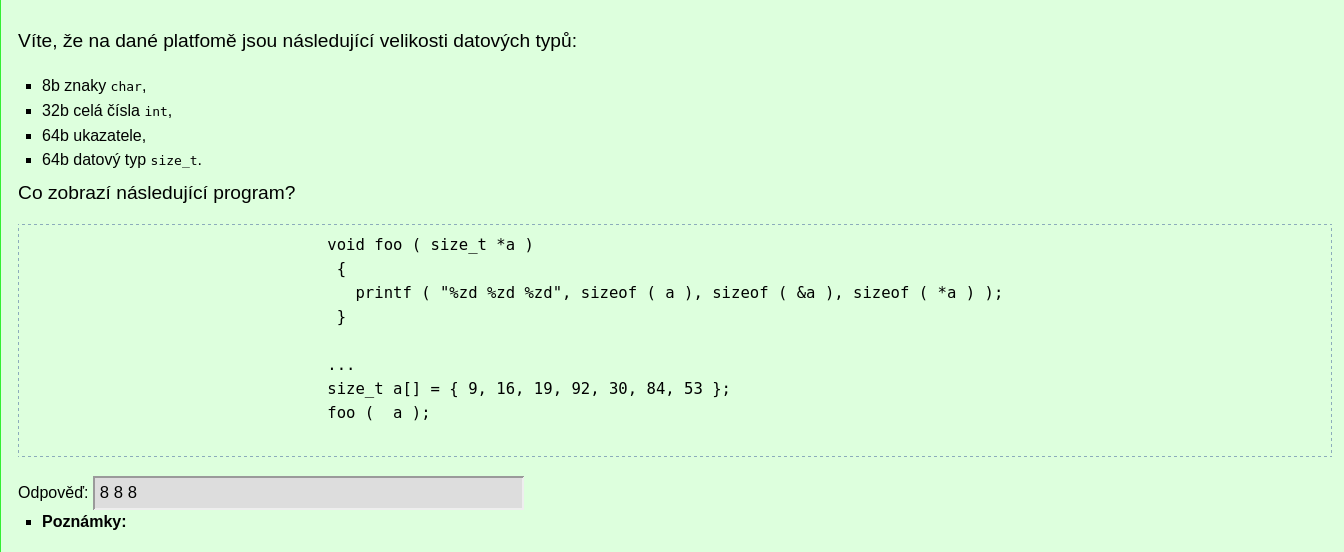 Víte, že na dané platfomě jsou následující velikosti datových typů:
8b znaky char,
32b celá čísla int,
64b ukazatele,
64b datový typ size_t.
Co zobrazí následující program?
void foo ( size_t *a )
{
printf ( "%zd %zd %zd", sizeof ( a ), sizeof ( &a ), sizeof ( *a ) );
}
...
size_t a[] = { 9, 16, 19, 92, 30, 84, 53 };
foo (  a );
Odpověď: 8 8 8
Poznámky: